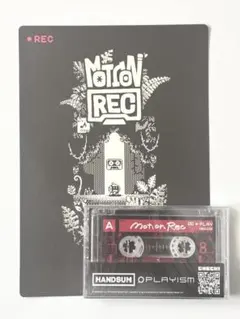 REC
MOTION
REC
A
Motion Rec
HANDSUM
PLAYISM